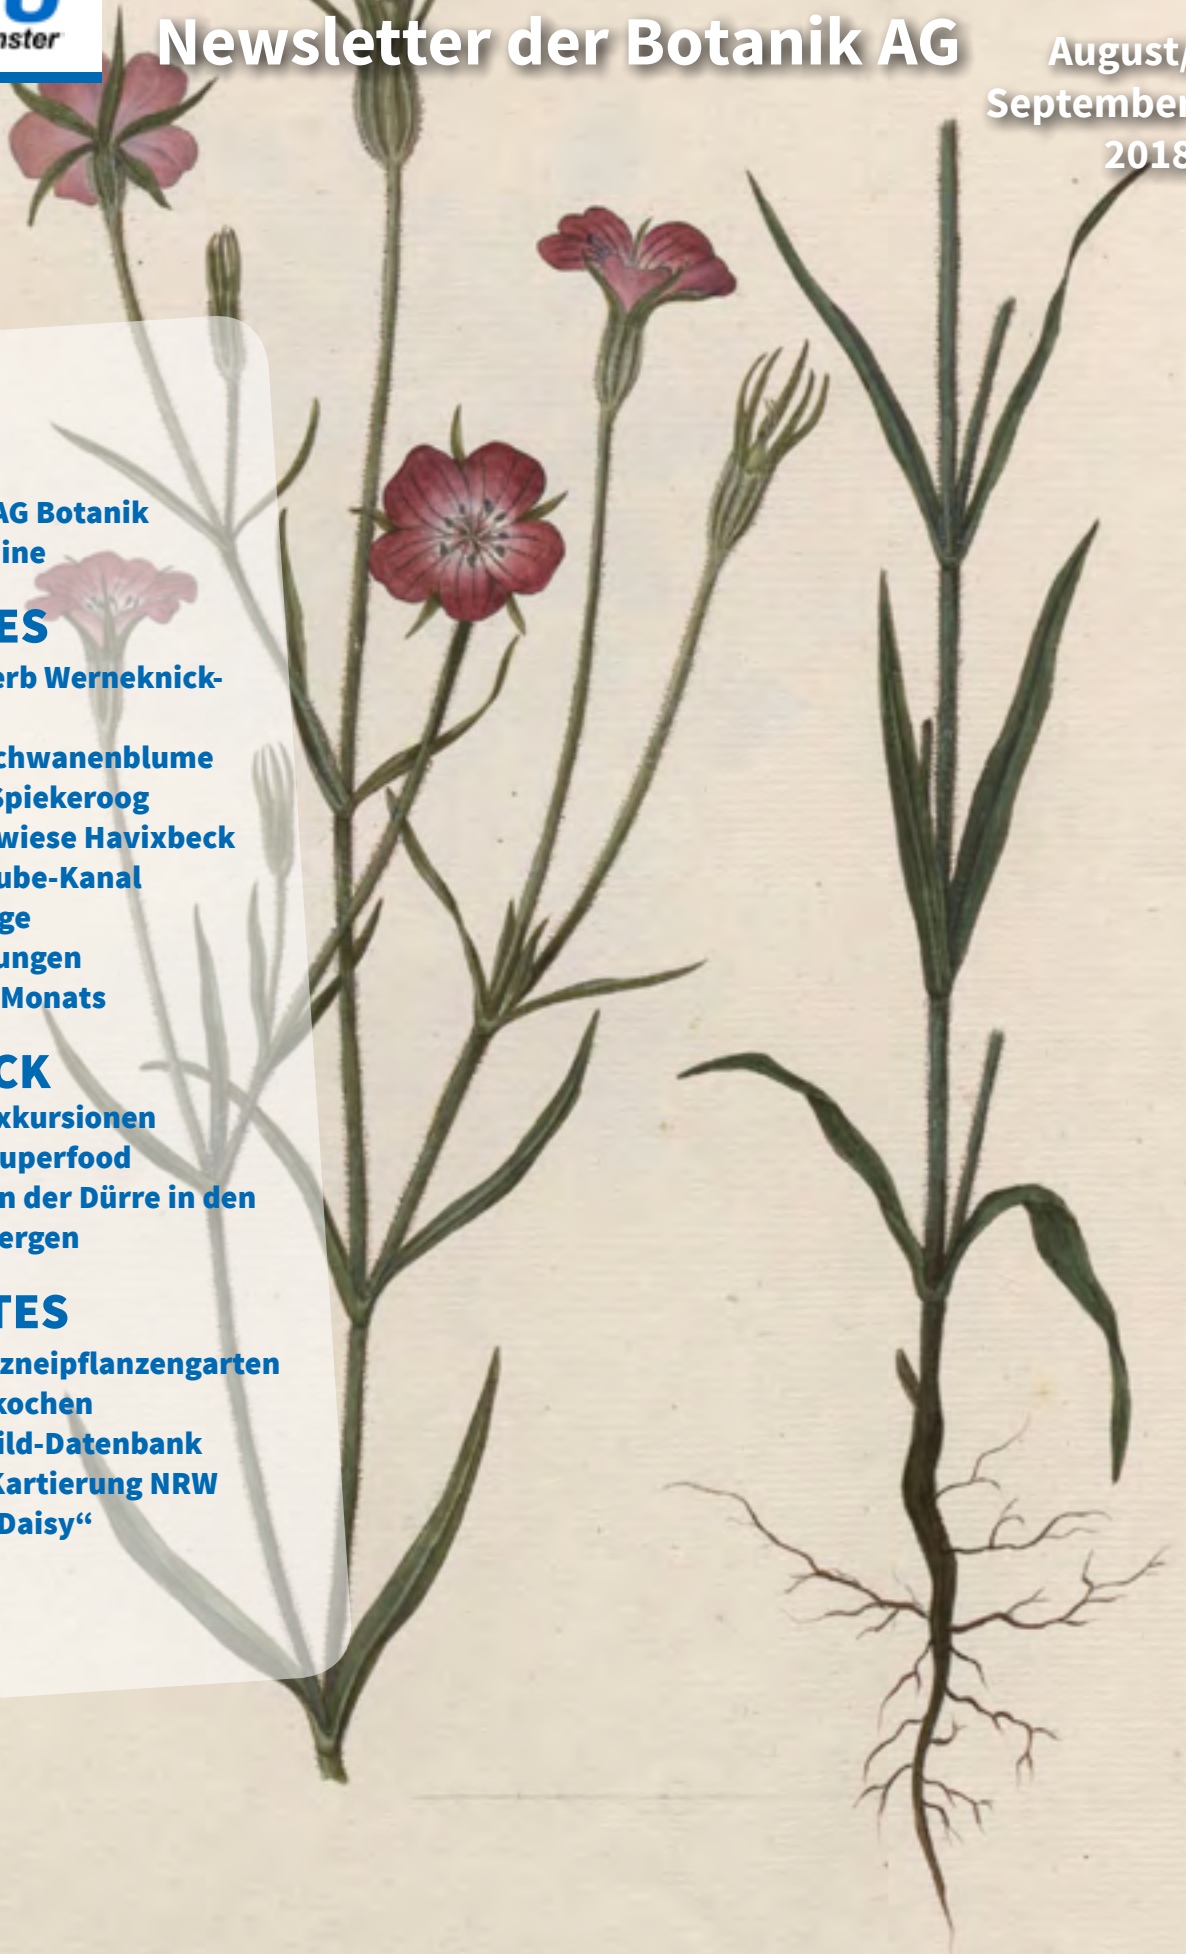 nster
Newsletter der Botanik AG
August/
September
2018
AG Botanik
ine
ES
erb Werneknick-
chwanenblume
Spiekeroog
wiese Havixbeck
ube-Kanal
ge
ungen
Monats
CK
xkursionen
uperfood
n der Dürre in den
ergen
TES
zneipflanzengarten
kochen
ild-Datenbank
Kartierung NRW
Daisy“